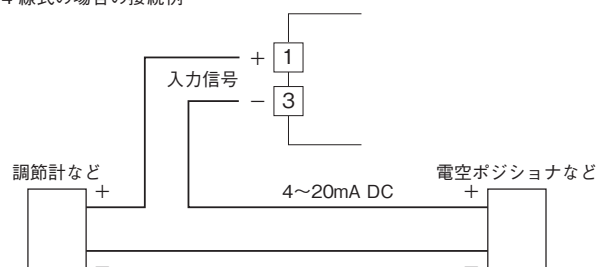 4 線式の場合の接続例
+ 1
入力信号
− 3
調節計など
電空ポジショナなど
+
4〜20mA DC
+
−
−